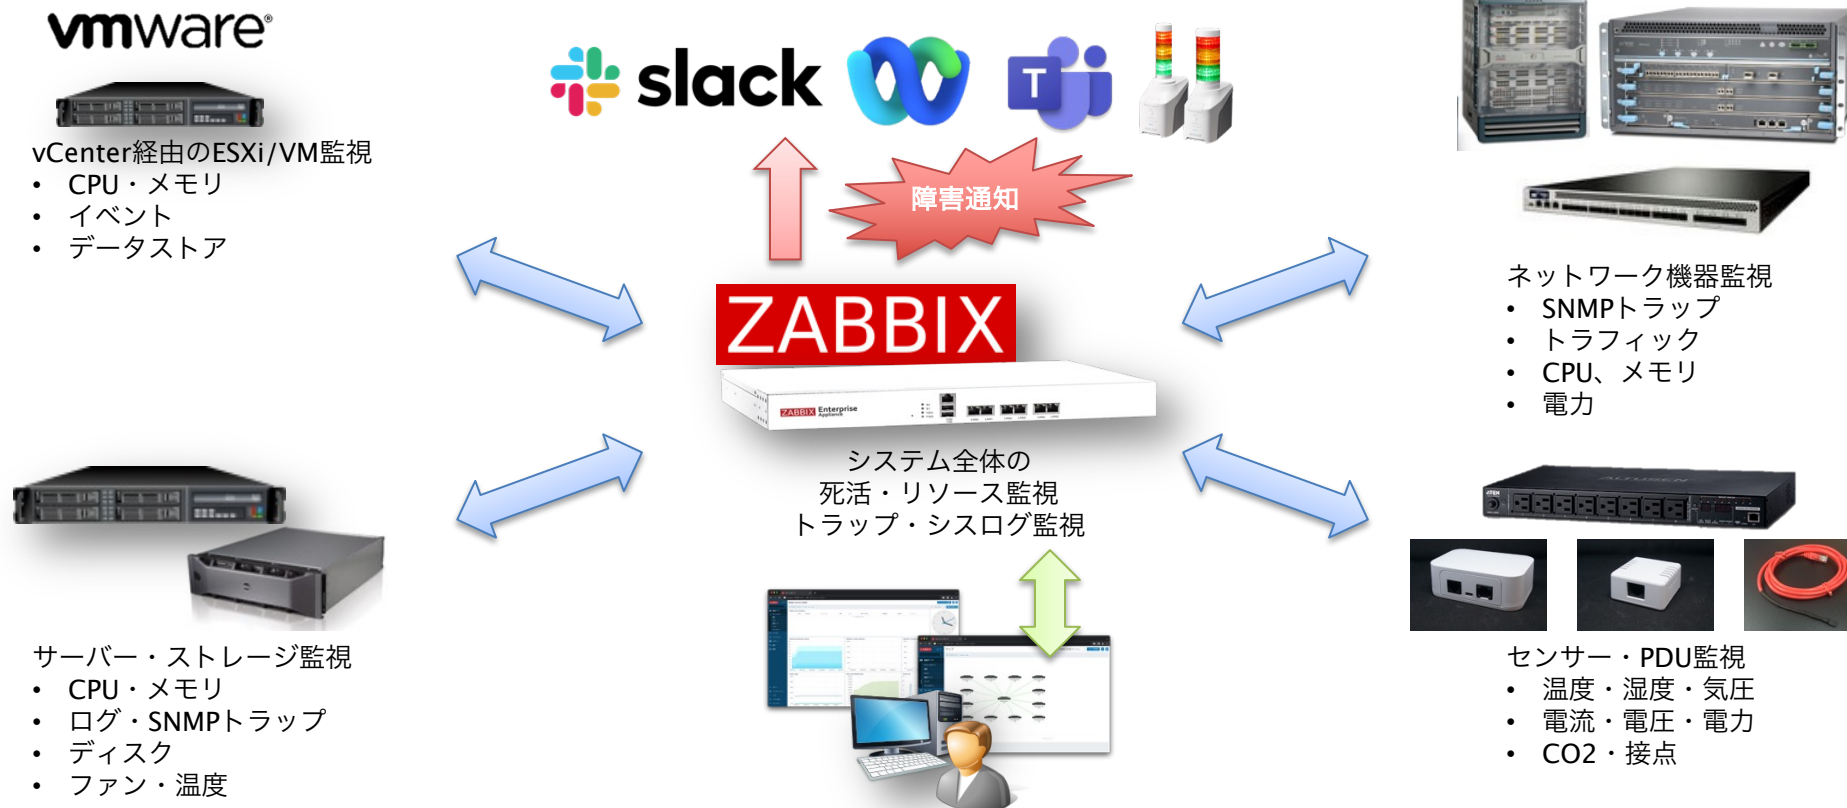 vmware®
vCenter経由のESXi/VM監視
• CPU・メモリ
• イベント
• データストア
slack
T
障害通知
ZABBIX
ZABBIX Enterprise
Appliance
システム全体の
死活・リソース監視
トラップ・シスログ監視
ネットワーク機器監視
• SNMPトラップ
• トラフィック
• CPU、メモリ
• 電力
サーバー・ストレージ監視
• CPU・メモリ
• ログ・SNMPトラップ
• ディスク
• ファン・温度
ATEN
ALTUSEN
センサー・PDU監視
• 温度・湿度・気圧
• 電流・電圧・電力
• CO2・接点